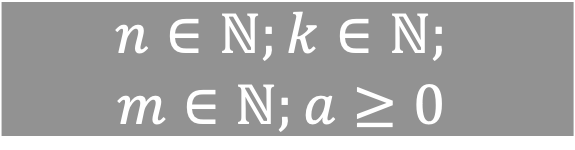 n ∈ ℕ; k ∈ ℕ;
m ∈ ℕ; a ≥ 0